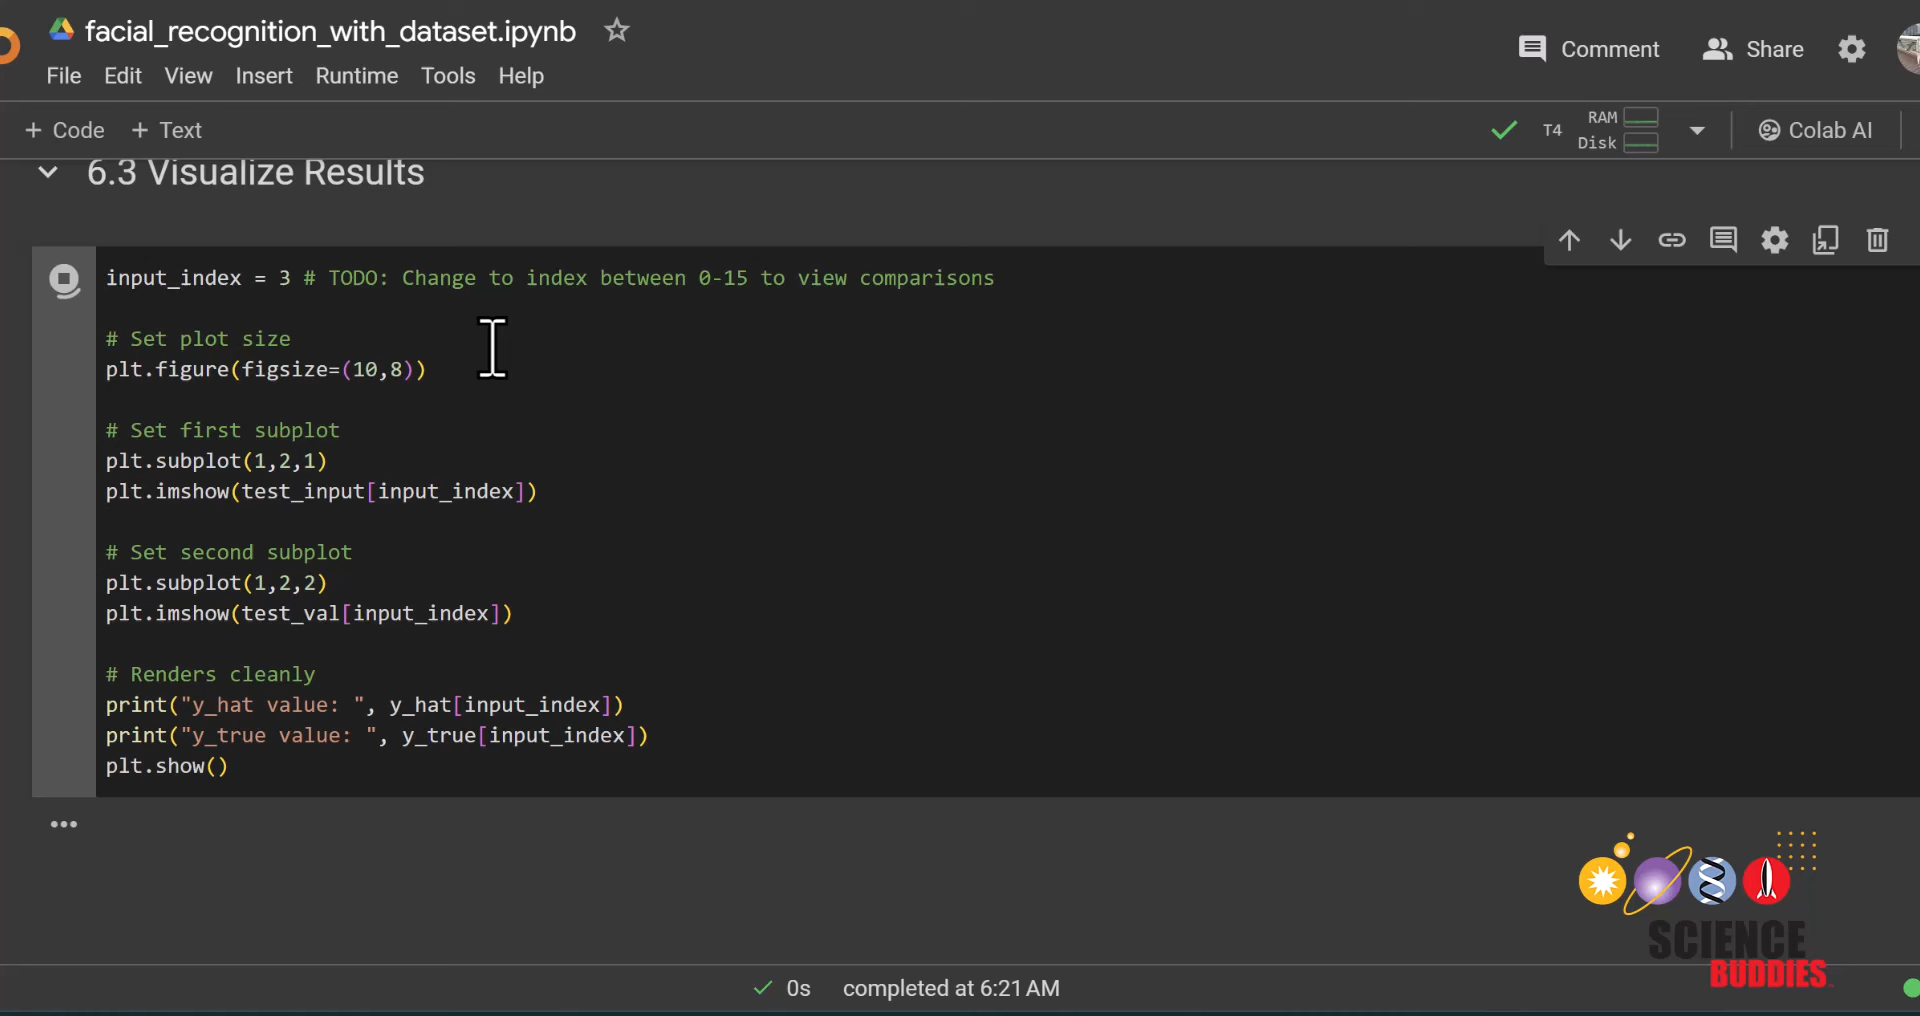 facial_recognition_with_dataset.ipynb
Comment Share
File Edit View Insert Runtime Tools Help
+ Code + Text
T4 RAM Disk Colab AI
6.3 Visualize Results
input_index = 3 # TODO: Change to index between 0-15 to view comparisons
# Set plot size
plt.figure(figsize=(10,8))
# Set first subplot
plt.subplot(1,2,1)
plt.imshow(test_input[input_index])
# Set second subplot
plt.subplot(1,2,2)
plt.imshow(test_val[input_index])
# Renders cleanly
print("y_hat value: ", y_hat[input_index])
print("y_true value: ", y_true[input_index])
plt.show()
SCIENCE
BUDDIES
0s completed at 6:21 AM